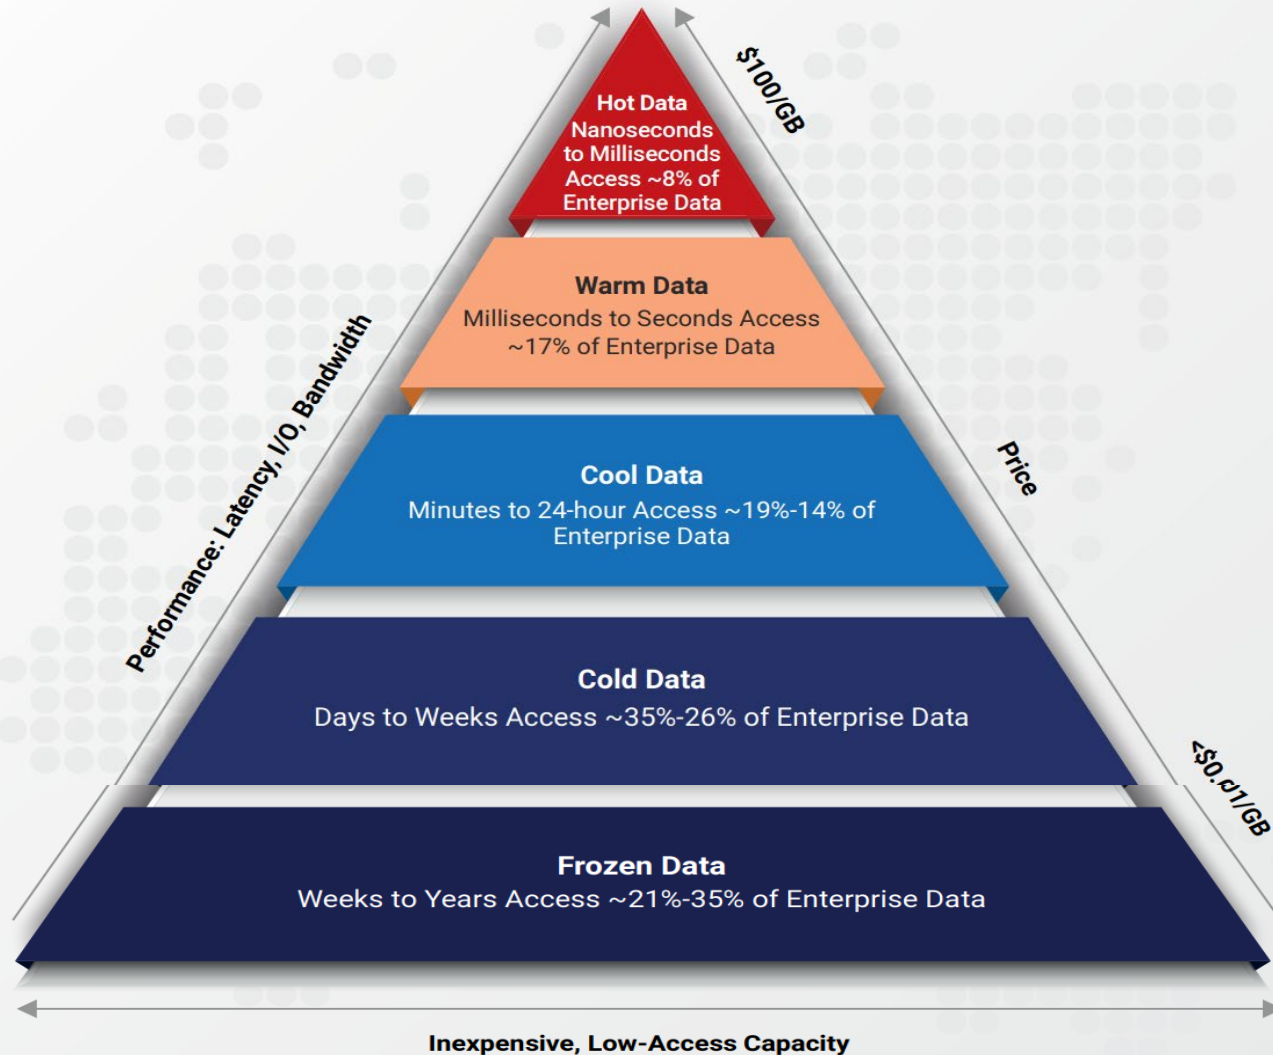 $100/GB
Hot Data
Nanoseconds
to Milliseconds
Access ~8% of
Enterprise Data
Warm Data
Milliseconds to Seconds Access
~17% of Enterprise Data
Performance: Latency, I/O, Bandwidth
Price
Cool Data
Minutes to 24-hour Access ~19%-14% of
Enterprise Data
Cold Data
Days to Weeks Access ~35%-26% of Enterprise Data
<$0.01/GB
Frozen Data
Weeks to Years Access ~21%-35% of Enterprise Data
Inexpensive, Low-Access Capacity